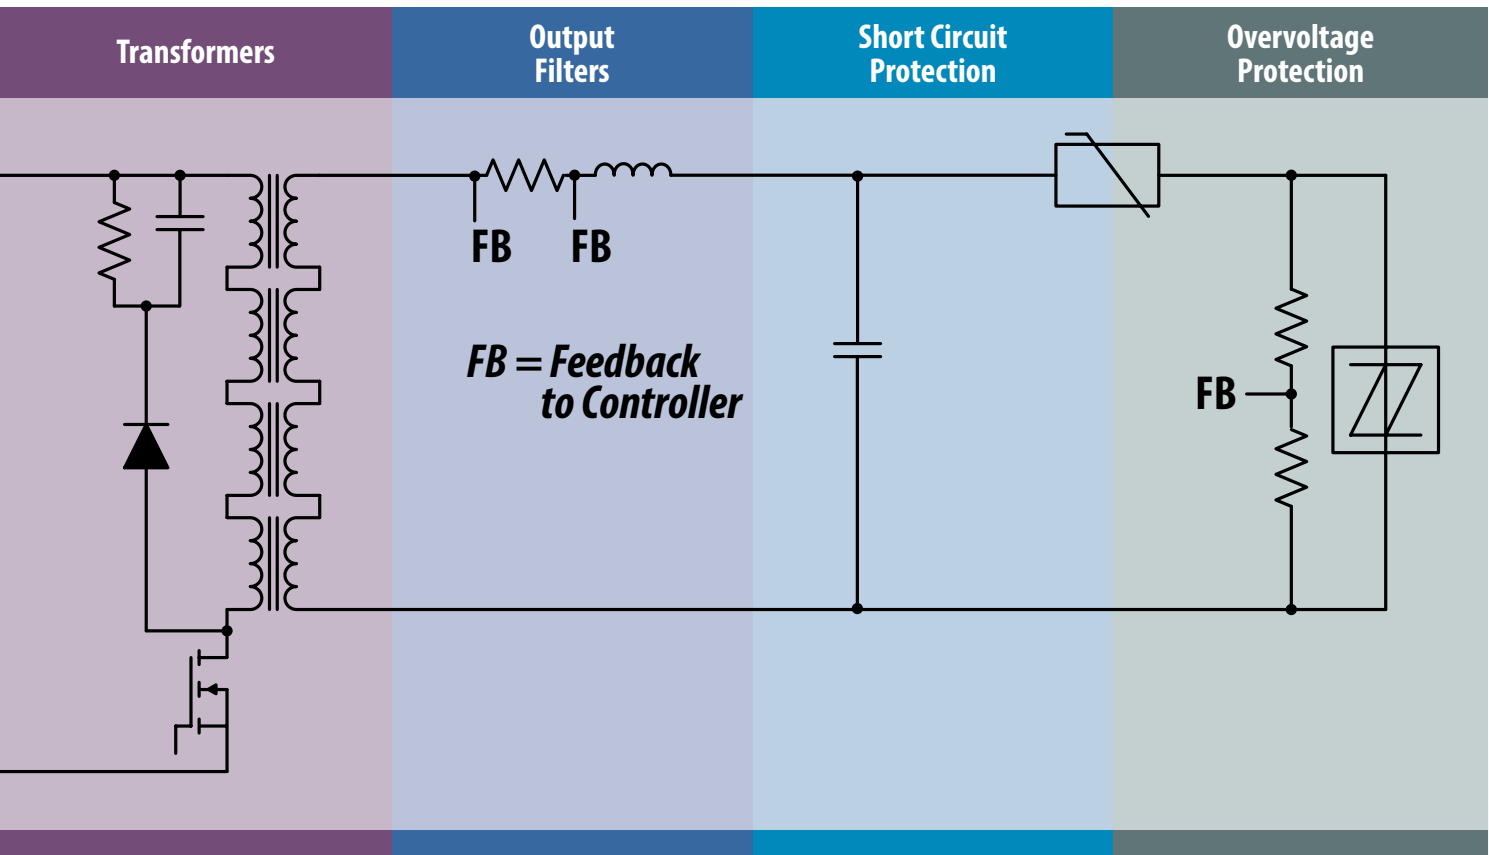 Transformers
Output
Filters
Short Circuit
Protection
Overvoltage
Protection
FB
FB
FB = Feedback
to Controller
FB